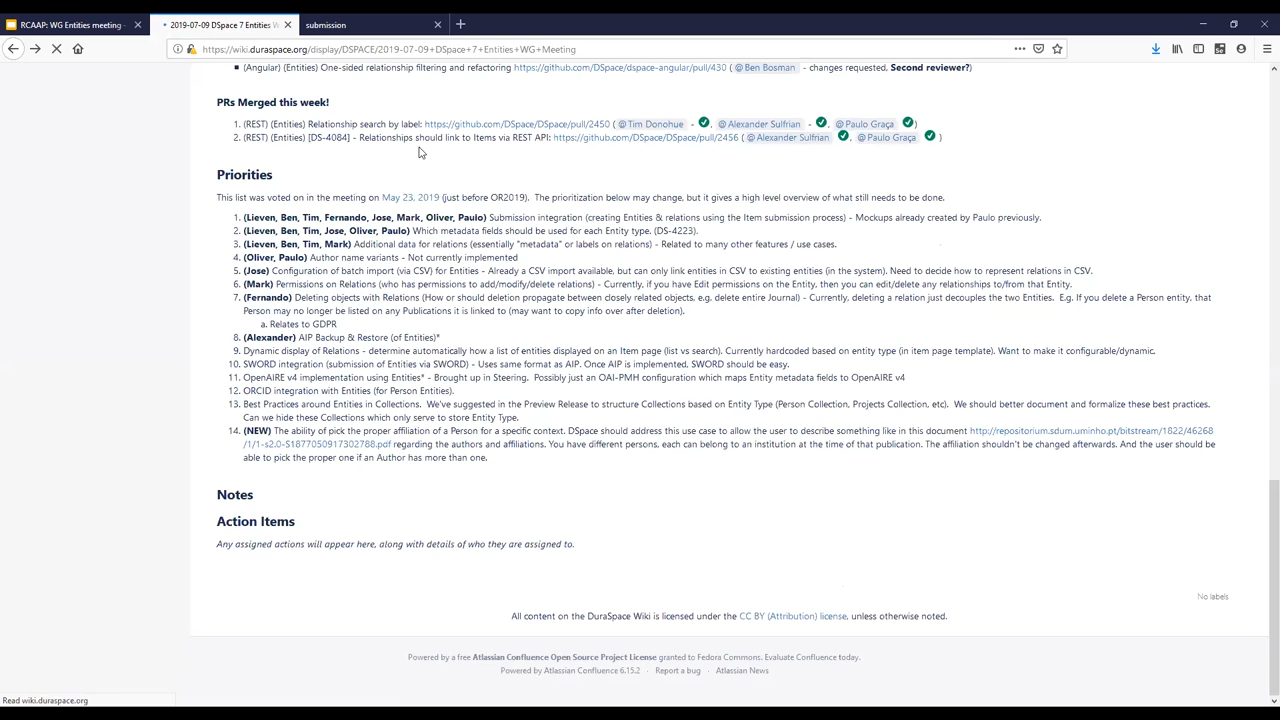 RCAAP: WG Entities meeting -
2019-07-09 DSpace 7 Entities W
submission
https://wiki.duraspace.org/display/DSPACE/2019-07-09+DSpace+7+Entities+WG+Meeting
(Angular) (Entities) One-sided relationship filtering and refactoring https://github.com/DSpace/dspace-angular/pull/430 ( @Ben Bosman - changes requested, Second reviewer?)
PRs Merged this week!
1. (REST) (Entities) Relationship search by label: https://github.com/DSpace/DSpace/pull/2450 ( @Tim Donohue - , @Alexander Sulfrian - , @Paulo Graça )
2. (REST) (Entities) [DS-4084] - Relationships should link to Items via REST API: https://github.com/DSpace/DSpace/pull/2456 ( @Alexander Sulfrian , @Paulo Graça )
Priorities
This list was voted on in the meeting on May 23, 2019 (just before OR2019). The prioritization below may change, but it gives a high level overview of what still needs to be done.
1. (Lieven, Ben, Tim, Fernando, Jose, Mark, Oliver, Paulo) Submission integration (creating Entities & relations using the Item submission process) - Mockups already created by Paulo previously.
2. (Lieven, Ben, Tim, Jose, Oliver, Paulo) Which metadata fields should be used for each Entity type. (DS-4223).
3. (Lieven, Ben, Tim, Mark) Additional data for relations (essentially "metadata" or labels on relations) - Related to many other features / use cases.
4. (Oliver, Paulo) Author name variants - Not currently implemented
5. (Jose) Configuration of batch import (via CSV) for Entities - Already a CSV import available, but can only link entities in CSV to existing entities (in the system). Need to decide how to represent relations in CSV.
6. (Mark) Permissions on Relations (who has permissions to add/modify/delete relations) - Currently, if you have Edit permissions on the Entity, then you can edit/delete any relationships to/from that Entity.
7. (Fernando) Deleting objects with Relations (How or should deletion propagate between closely related objects, e.g. delete entire Journal) - Currently, deleting a relation just decouples the two Entities. E.g. If you delete a Person entity, that
Person may no longer be listed on any Publications it is linked to (may want to copy info over after deletion).
a. Relates to GDPR
8. (Alexander) AIP Backup & Restore (of Entities)*
9. Dynamic display of Relations - determine automatically how a list of entities displayed on an Item page (list vs search). Currently hardcoded based on entity type (in item page template). Want to make it configurable/dynamic.
10. SWORD integration (submission of Entities via SWORD) - Uses same format as AIP. Once AIP is implemented, SWORD should be easy.
11. OpenAIRE v4 implementation using Entities* - Brought up in Steering. Possibly just an OAI-PMH configuration which maps Entity metadata fields to OpenAIRE v4
12. ORCID integration with Entities (for Person Entities).
13. Best Practices around Entities in Collections. We've suggested in the Preview Release to structure Collections based on Entity Type (Person Collection, Projects Collection, etc). We should better document and formalize these best practices.
Can we hide these Collections which only serve to store Entity Type.
14. (NEW) The ability of pick the proper affiliation of a Person for a specific context. DSpace should address this use case to allow the user to describe something like in this document http://repositorium.sdum.uminho.pt/bitstream/1822/46268
/1/1-s2.0-S1877050917302788.pdf regarding the authors and affiliations. You have different persons, each can belong to an institution at the time of that publication. The affiliation shouldn't be changed afterwards. And the user should be
able to pick the proper one if an Author has more than one.
Notes
Action Items
Any assigned actions will appear here, along with details of who they are assigned to.
No labels
All content on the DuraSpace Wiki is licensed under the CC BY (Attribution) license, unless otherwise noted.
Powered by a free Atlassian Confluence Open Source Project License granted to Fedora Commons. Evaluate Confluence today.
Powered by Atlassian Confluence 6.15.2 · Report a bug · Atlassian News
Read wiki.duraspace.org